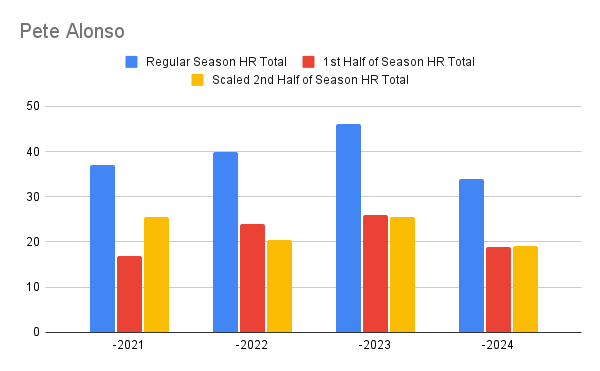 Pete Alonso
Regular Season HR Total 1st Half of Season HR Total
Scaled 2nd Half of Season HR Total
50
40
30
20
10
0
-2021 -2022 -2023 -2024